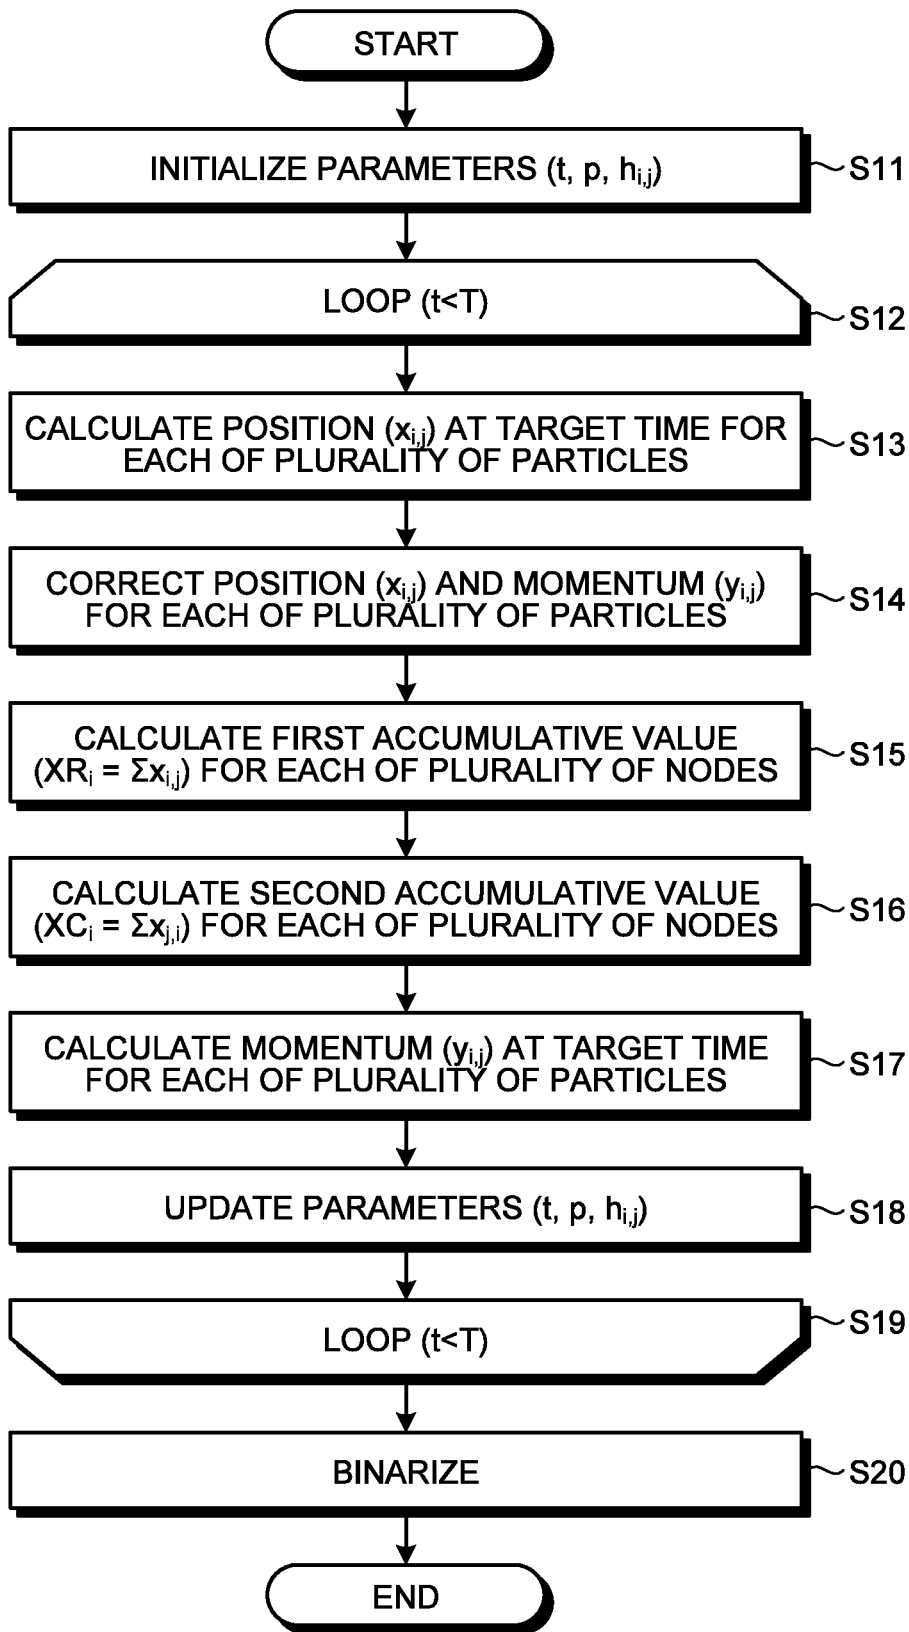 START
INITIALIZE PARAMETERS (t, p, hi,j)
S11
LOOP (t<T)
S12
CALCULATE POSITION (xi,j) AT TARGET TIME FOR
EACH OF PLURALITY OF PARTICLES
S13
CORRECT POSITION (xi,j) AND MOMENTUM (yi,j)
FOR EACH OF PLURALITY OF PARTICLES
S14
CALCULATE FIRST ACCUMULATIVE VALUE
(XRi = Σxi,j) FOR EACH OF PLURALITY OF NODES
S15
CALCULATE SECOND ACCUMULATIVE VALUE
(XCi = Σxj,i) FOR EACH OF PLURALITY OF NODES
S16
CALCULATE MOMENTUM (yi,j) AT TARGET TIME
FOR EACH OF PLURALITY OF PARTICLES
S17
UPDATE PARAMETERS (t, p, hi,j)
S18
LOOP (t<T)
S19
BINARIZE
S20
END